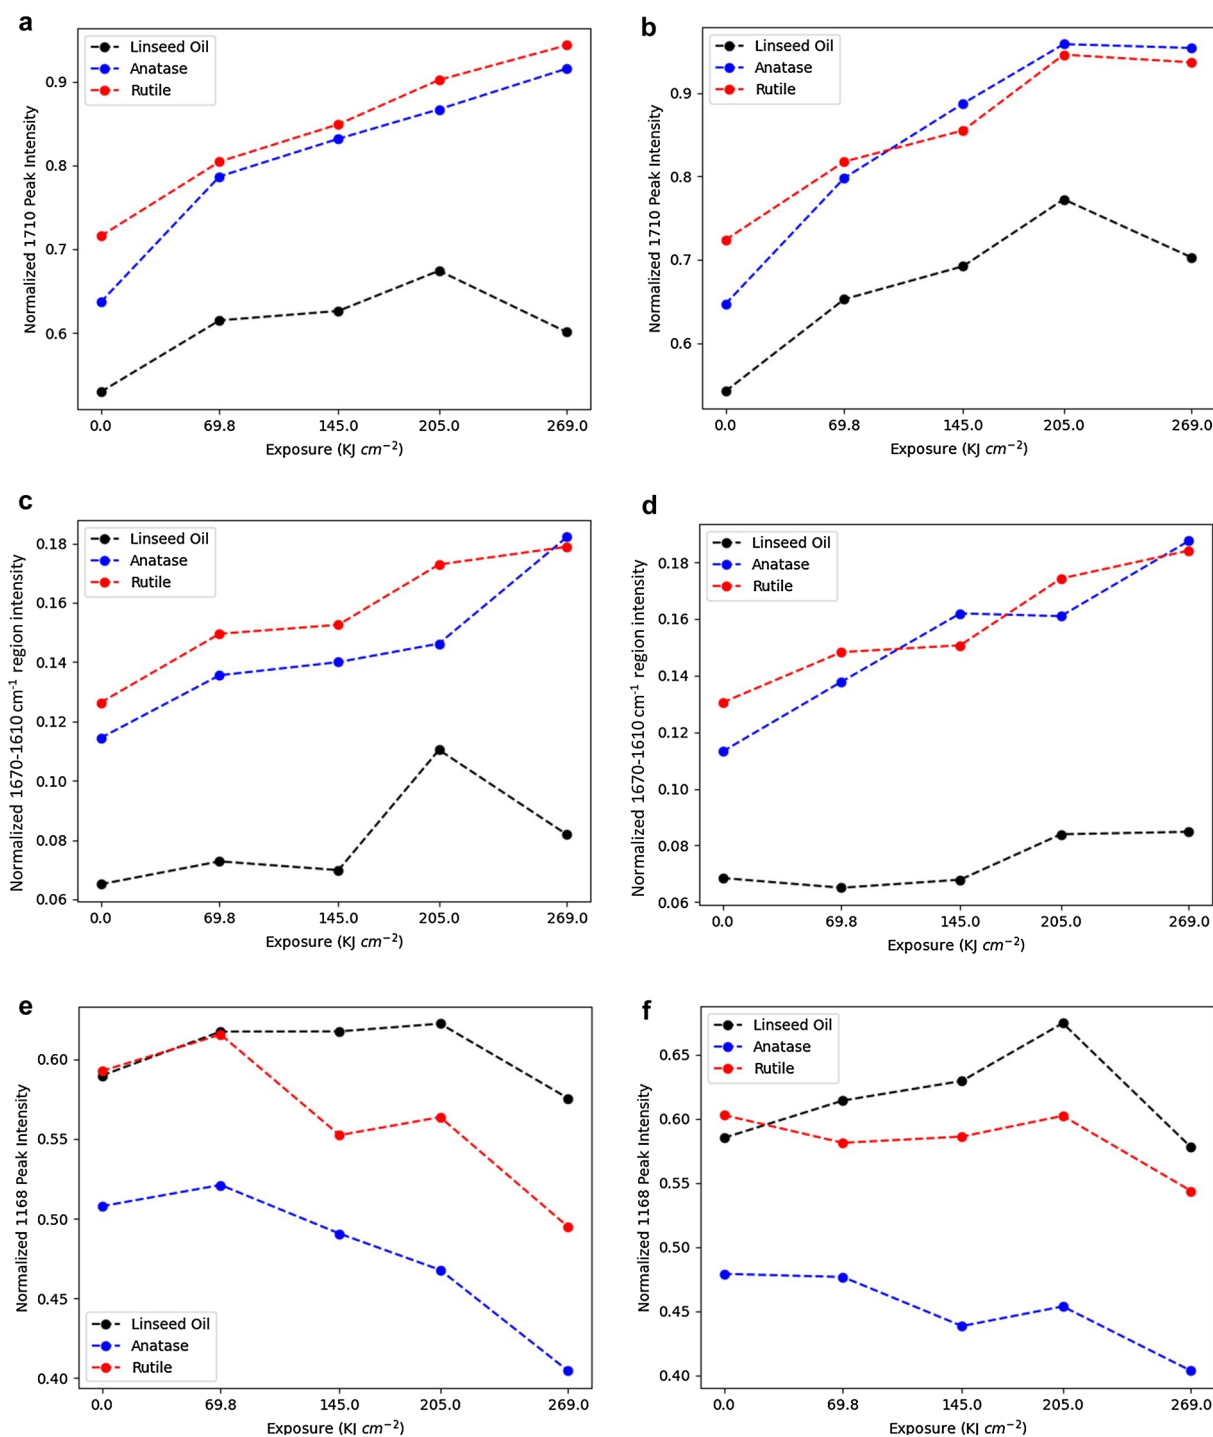 a
Linseed Oil
Anatase
Rutile
0.9
0.8
0.7
0.6
Normalized 1710 Peak Intensity
0.0 69.8 145.0 205.0 269.0
Exposure (KJ cm⁻²)
b
Linseed Oil
Anatase
Rutile
0.9
0.8
0.7
0.6
Normalized 1710 Peak Intensity
0.0 69.8 145.0 205.0 269.0
Exposure (KJ cm⁻²)
c
Linseed Oil
Anatase
Rutile
0.18
0.16
0.14
0.12
0.10
0.08
0.06
Normalized 1670-1610 cm⁻¹ region intensity
0.0 69.8 145.0 205.0 269.0
Exposure (KJ cm⁻²)
d
Linseed Oil
Anatase
Rutile
0.18
0.16
0.14
0.12
0.10
0.08
0.06
Normalized 1670-1610 cm⁻¹ region intensity
0.0 69.8 145.0 205.0 269.0
Exposure (KJ cm⁻²)
e
0.60
0.55
0.50
0.45
0.40
Normalized 1168 Peak Intensity
Linseed Oil
Anatase
Rutile
0.0 69.8 145.0 205.0 269.0
Exposure (KJ cm⁻²)
f
Linseed Oil
Anatase
Rutile
0.65
0.60
0.55
0.50
0.45
0.40
Normalized 1168 Peak Intensity
0.0 69.8 145.0 205.0 269.0
Exposure (KJ cm⁻²)